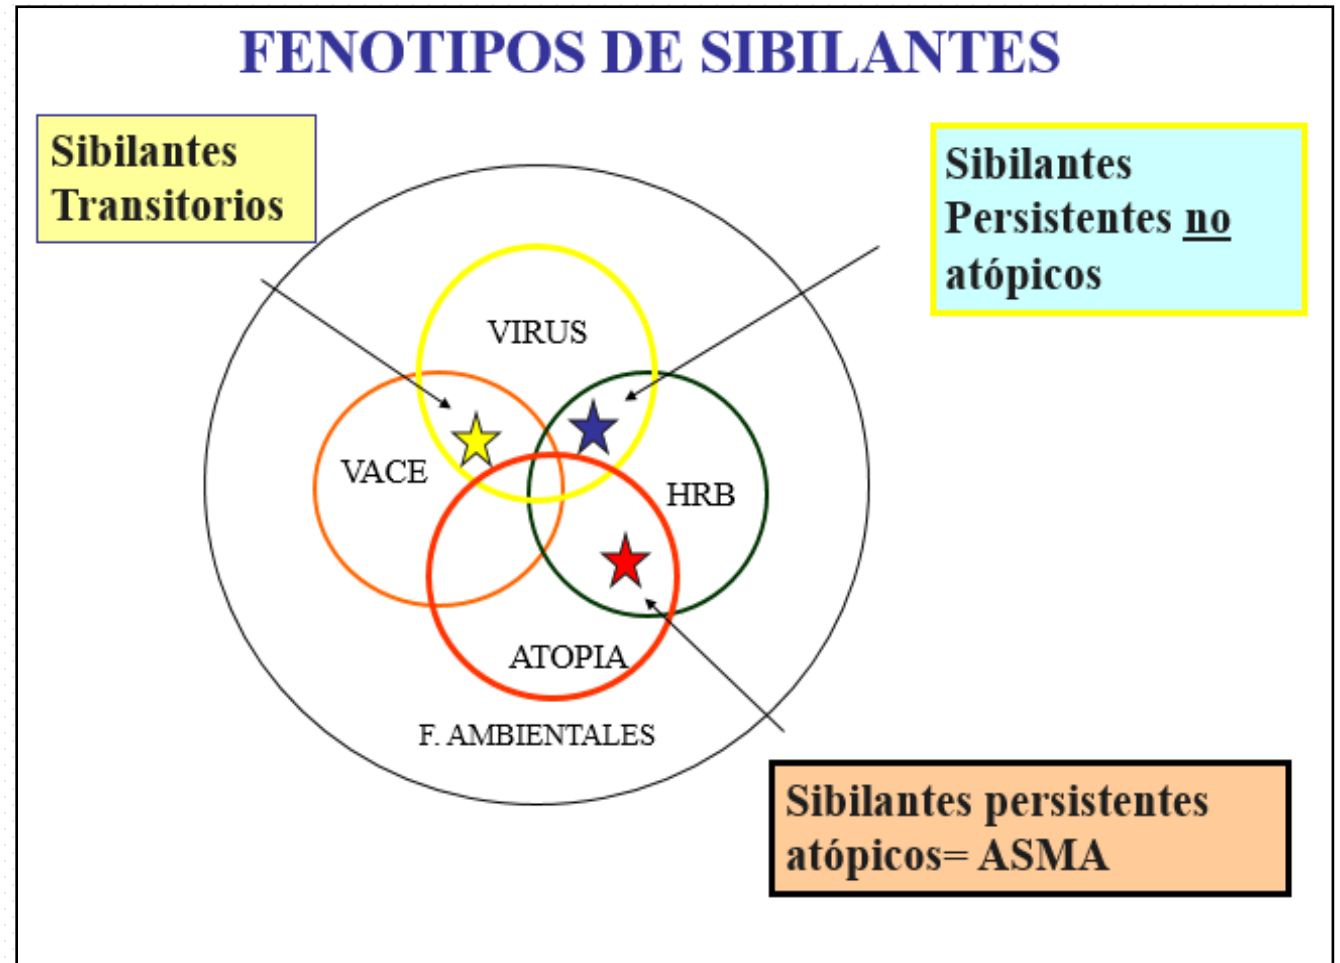 FENOTIPOS DE SIBILANTES
Sibilantes
Transitorios
Sibilantes
Persistentes no
atópicos
VIRUS
VACE
HRB
ATOPIA
F. AMBIENTALES
Sibilantes persistentes
atópicos= ASMA